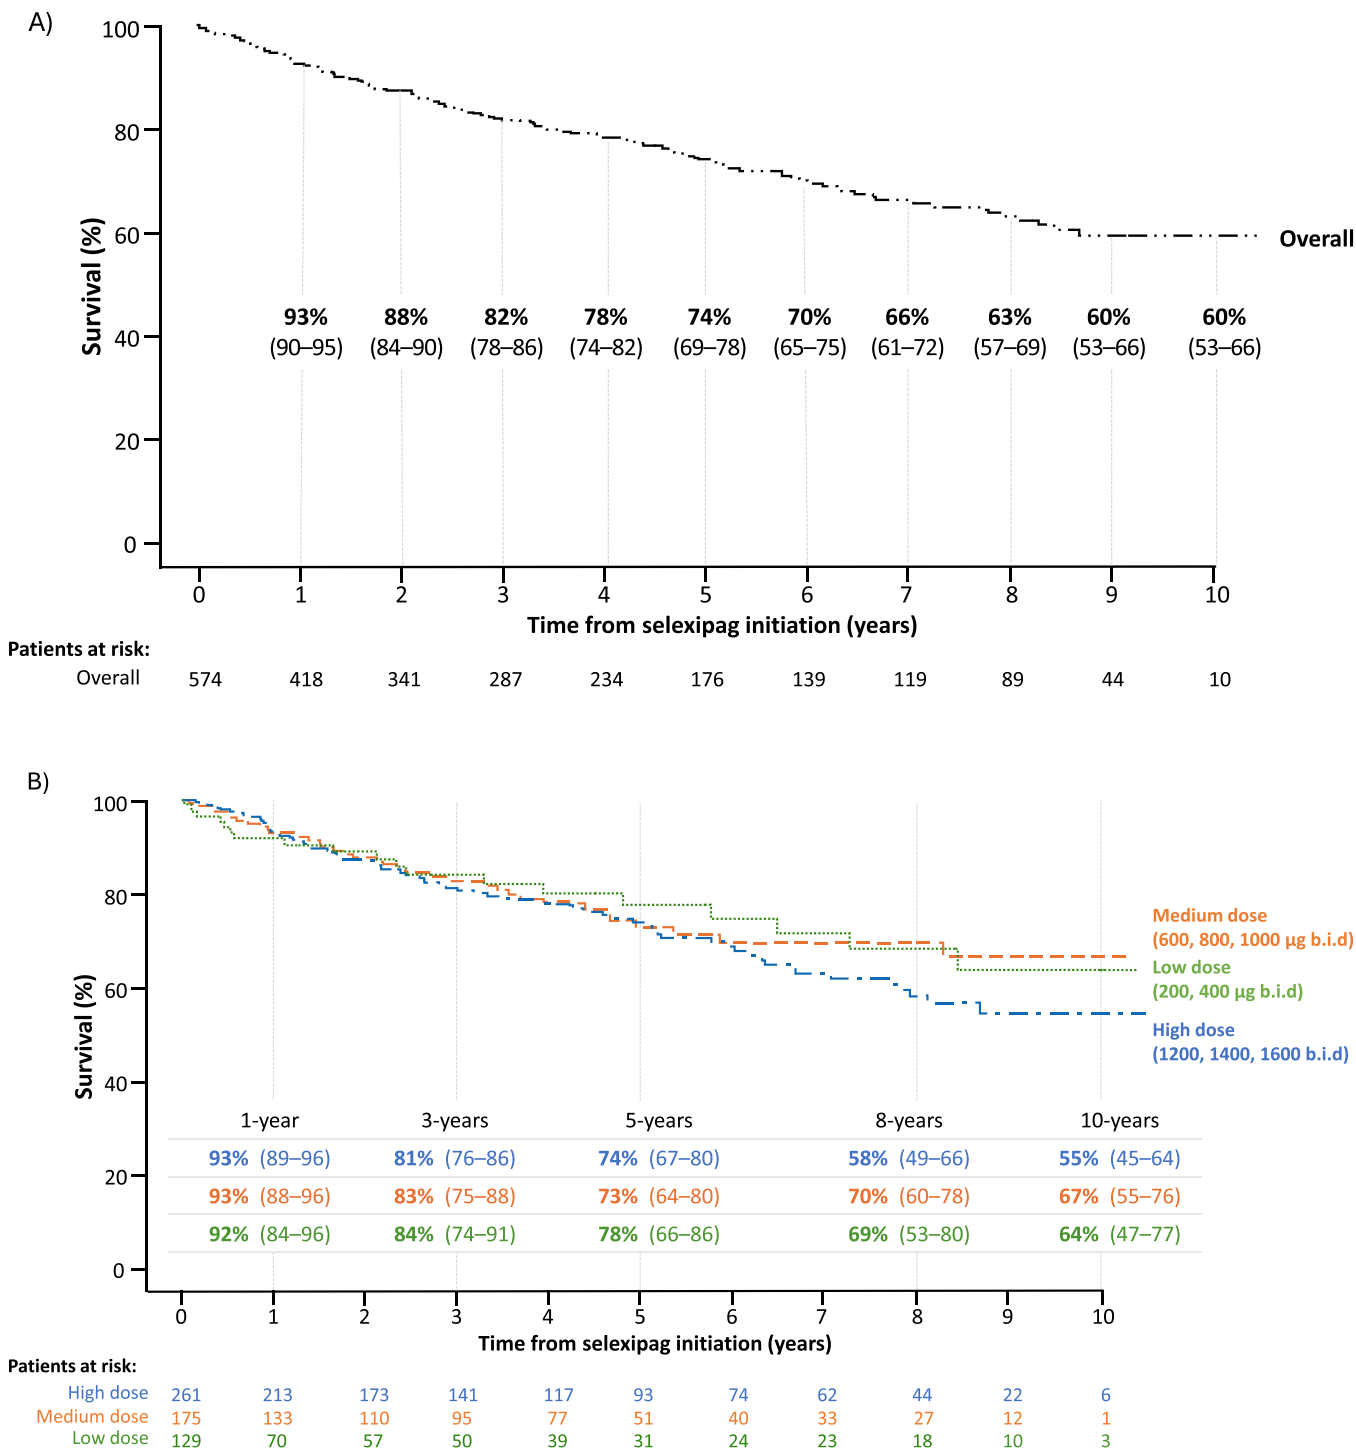 A)
100
80
60
40
20
0
Survival (%)
Overall
93% 88% 82% 78% 74% 70% 66% 63% 60% 60%
(90–95) (84–90) (78–86) (74–82) (69–78) (65–75) (61–72) (57–69) (53–66) (53–66)
0 1 2 3 4 5 6 7 8 9 10
Time from selexipag initiation (years)
Patients at risk:
Overall 574 418 341 287 234 176 139 119 89 44 10
B)
100
80
60
40
20
0
Survival (%)
Medium dose
(600, 800, 1000 µg b.i.d)
Low dose
(200, 400 µg b.i.d)
High dose
(1200, 1400, 1600 b.i.d)
1-year 3-years 5-years 8-years 10-years
93% (89–96) 81% (76–86) 74% (67–80) 58% (49–66) 55% (45–64)
93% (88–96) 83% (75–88) 73% (64–80) 70% (60–78) 67% (55–76)
92% (84–96) 84% (74–91) 78% (66–86) 69% (53–80) 64% (47–77)
0 1 2 3 4 5 6 7 8 9 10
Time from selexipag initiation (years)
Patients at risk:
High dose 261 213 173 141 117 93 74 62 44 22 6
Medium dose 175 133 110 95 77 51 40 33 27 12 1
Low dose 129 70 57 50 39 31 24 23 18 10 3